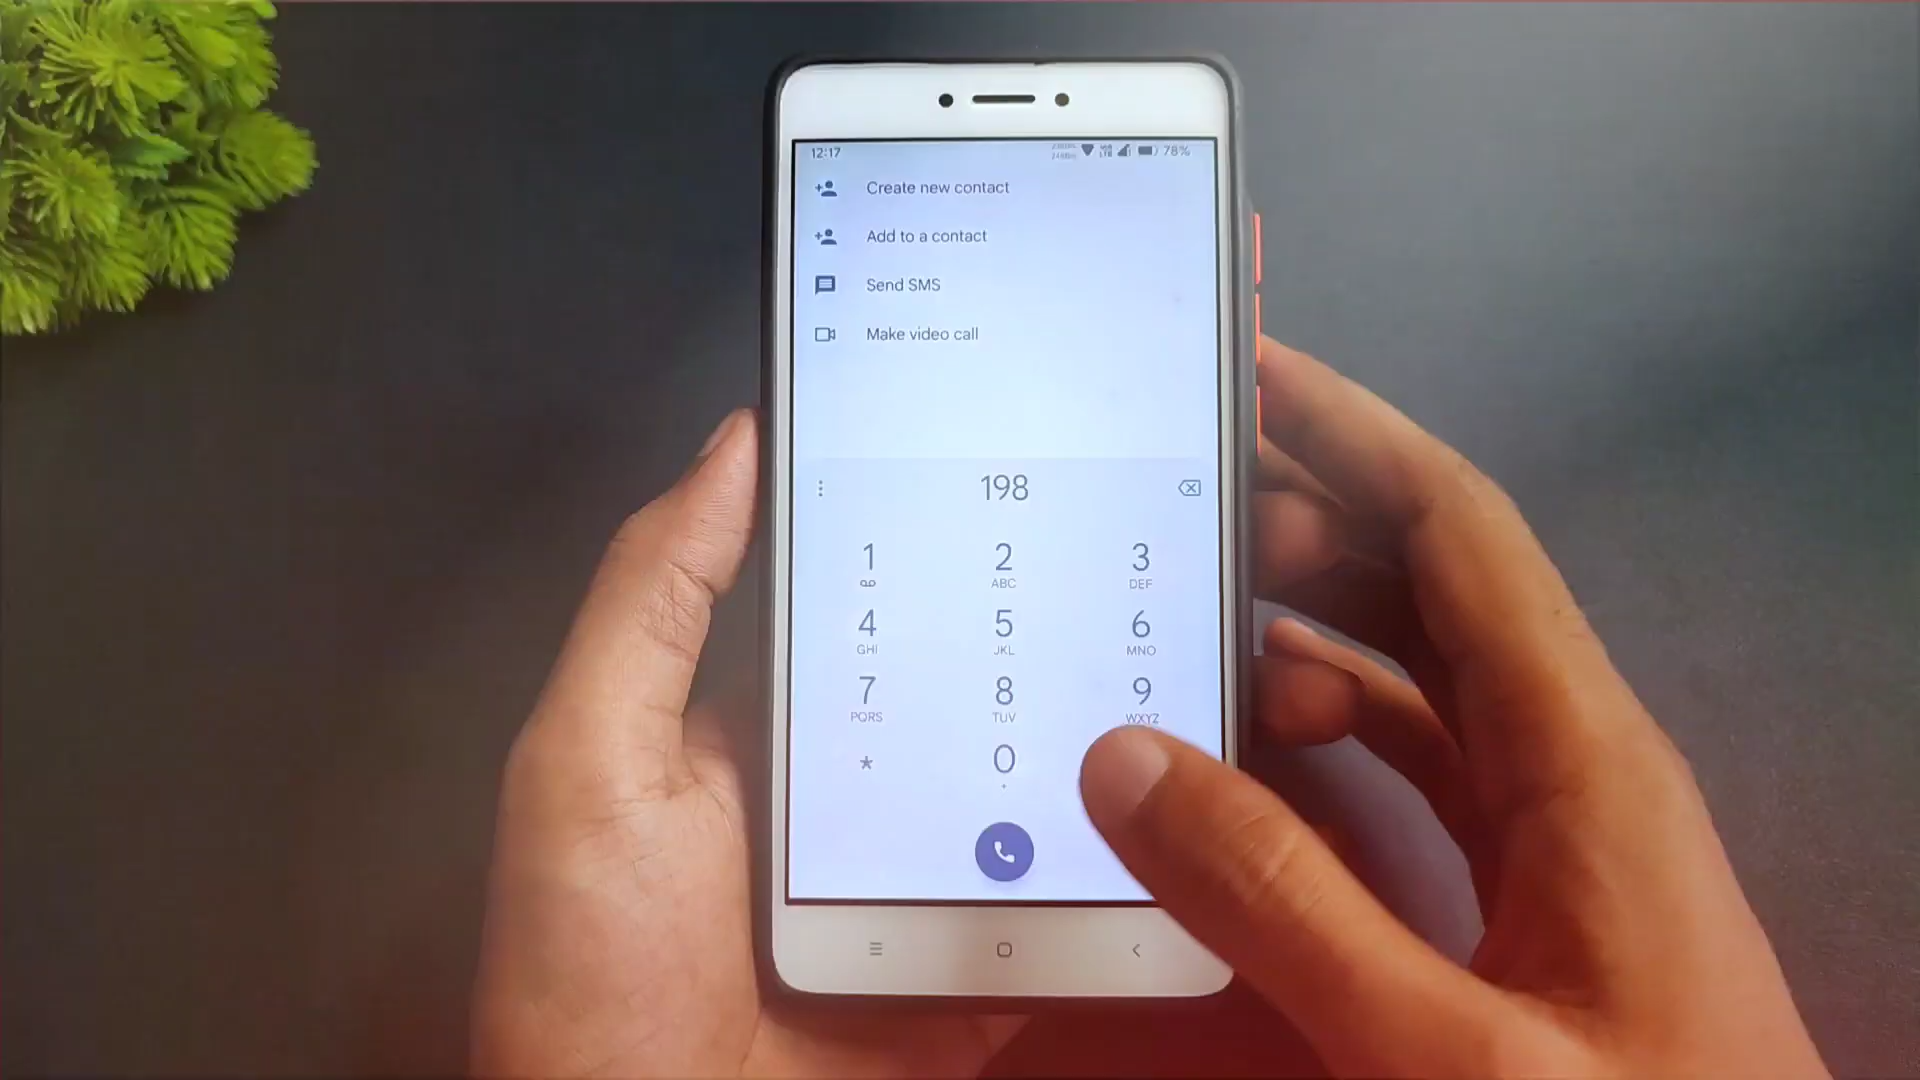 12:17
78%
Create new contact
Add to a contact
Send SMS
Make video call
198
1 2 3
ABC DEF
4 5 6
GHI JKL MNO
7 8 9
PQRS TUV WXYZ
* 0